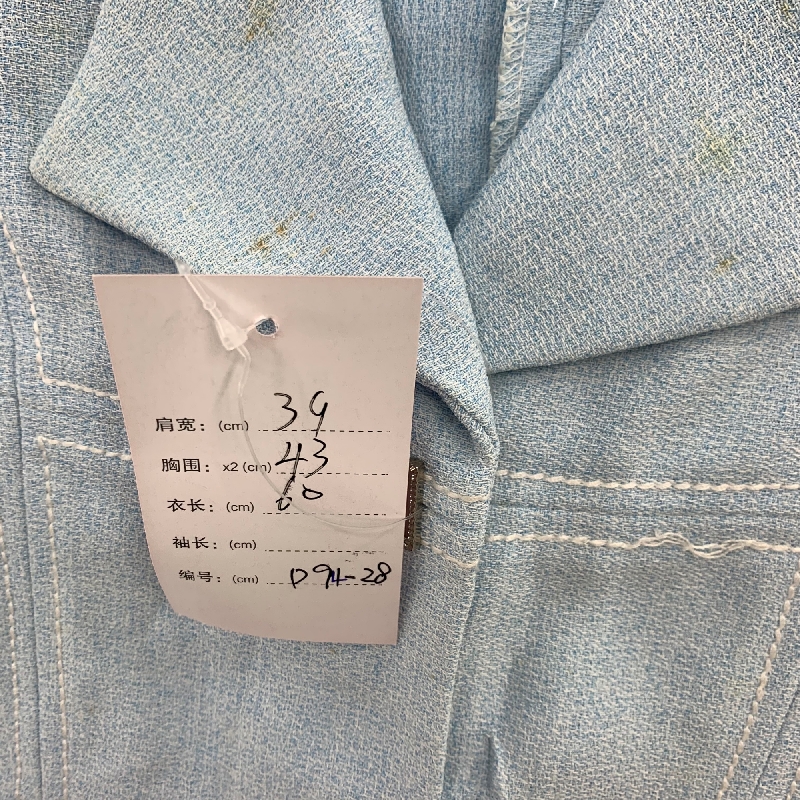 肩宽：(cm) 39
胸围：x2 (cm) 43
衣长：(cm) 60
袖长：(cm)
编号：(cm) D94-28